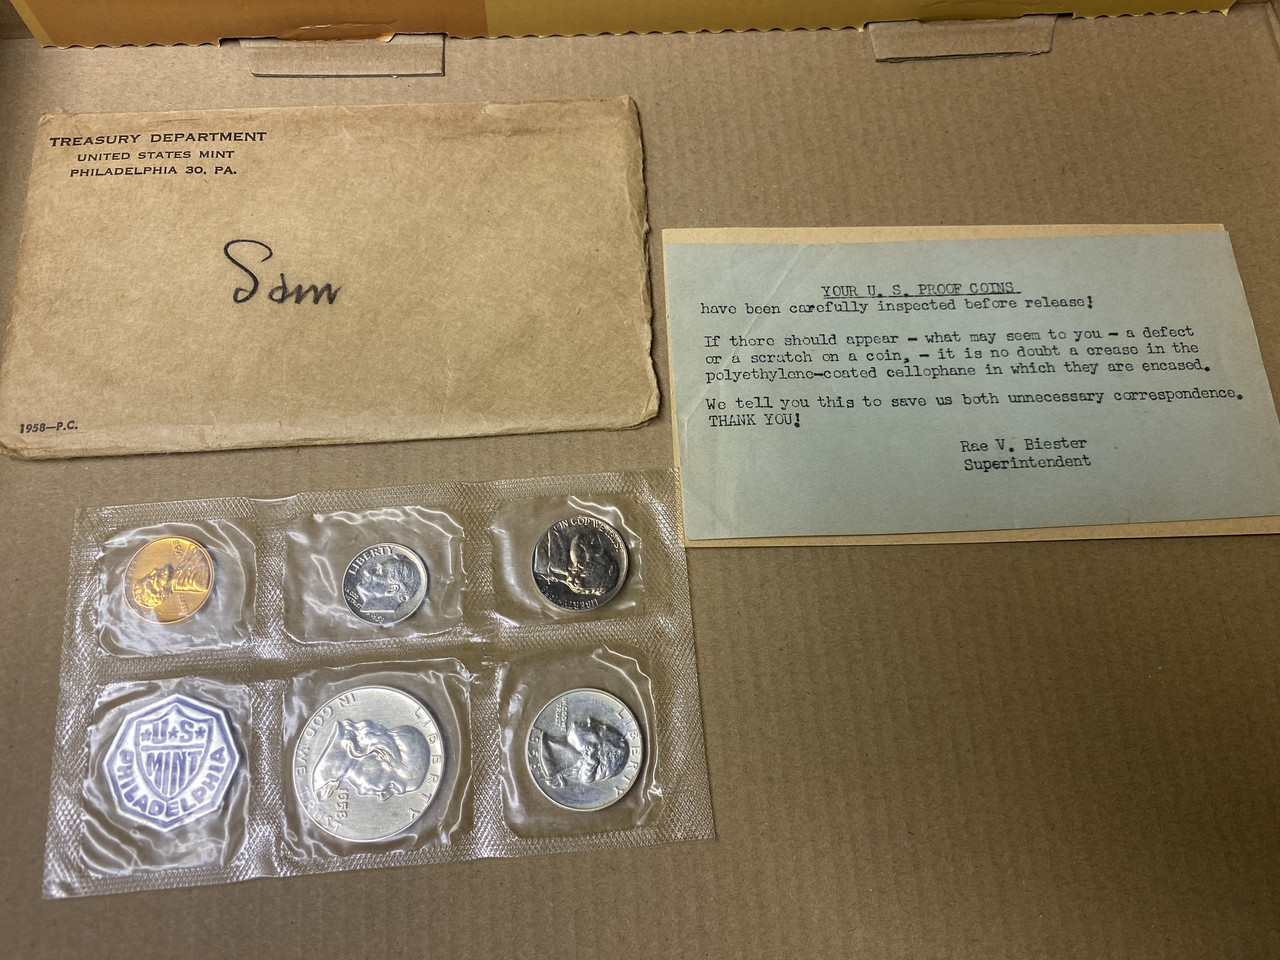 TREASURY DEPARTMENT
UNITED STATES MINT
PHILADELPHIA 30, PA.
Sam
1958—P.C.
YOUR U. S. PROOF COINS
have been carefully inspected before release!
If there should appear - what may seem to you - a defect
or a scratch on a coin, - it is no doubt a crease in the
polyethylene-coated cellophane in which they are encased.
We tell you this to save us both unnecessary correspondence.
THANK YOU!
Rae V. Biester
Superintendent
LIBERTY
IN GOD WE
U★S
MINT
PHILADELPHIA
LIBERTY
IN GOD WE
1958
LIBERTY